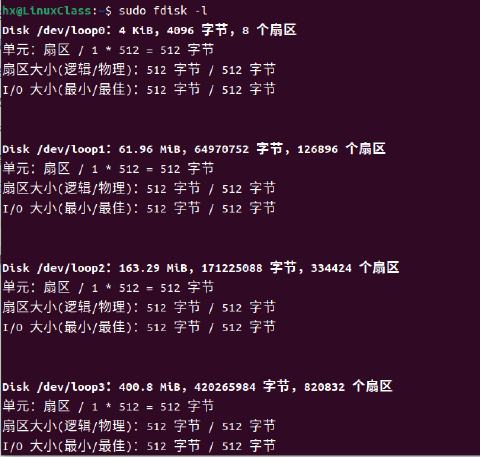 hx@LinuxClass:~$ sudo fdisk -l
Disk /dev/loop0：4 KiB，4096 字节，8 个扇区
单元：扇区 / 1 * 512 = 512 字节
扇区大小(逻辑/物理)：512 字节 / 512 字节
I/O 大小(最小/最佳)：512 字节 / 512 字节
Disk /dev/loop1：61.96 MiB，64970752 字节，126896 个扇区
单元：扇区 / 1 * 512 = 512 字节
扇区大小(逻辑/物理)：512 字节 / 512 字节
I/O 大小(最小/最佳)：512 字节 / 512 字节
Disk /dev/loop2：163.29 MiB，171225088 字节，334424 个扇区
单元：扇区 / 1 * 512 = 512 字节
扇区大小(逻辑/物理)：512 字节 / 512 字节
I/O 大小(最小/最佳)：512 字节 / 512 字节
Disk /dev/loop3：400.8 MiB，420265984 字节，820832 个扇区
单元：扇区 / 1 * 512 = 512 字节
扇区大小(逻辑/物理)：512 字节 / 512 字节
I/O 大小(最小/最佳)：512 字节 / 512 字节